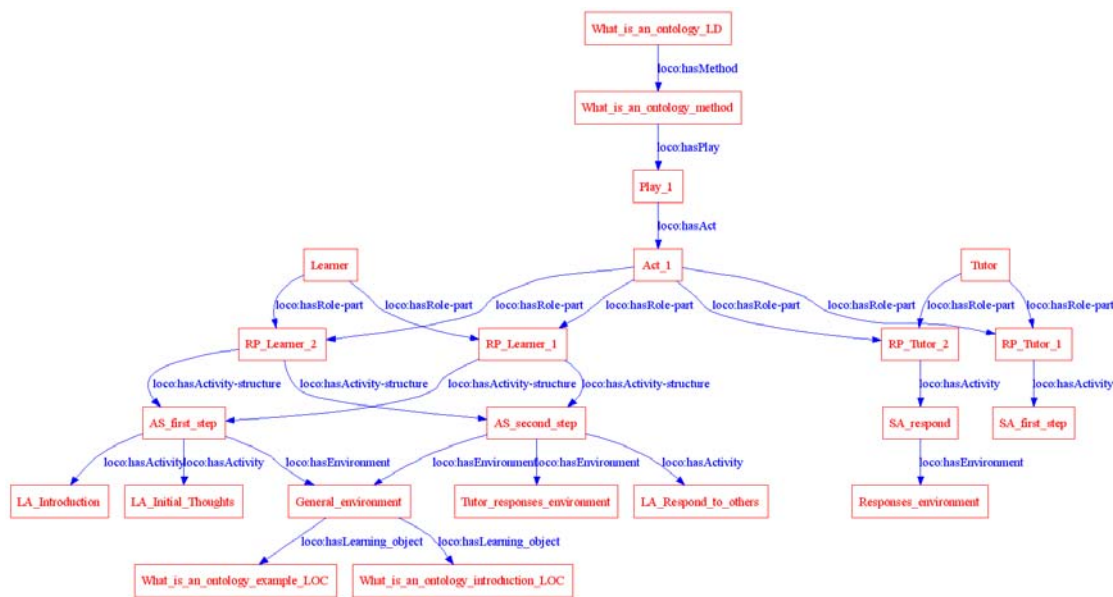 What_is_an_ontology_LD
loco:hasMethod
What_is_an_ontology_method
loco:hasPlay
Play_1
loco:hasAct
Learner
Act_1
Tutor
loco:hasRole-part
loco:hasRole-part
loco:hasRole-part
loco:hasRole-part
loco:hasRole-part
loco:hasRole-part
loco:hasRole-part
loco:hasRole-part
RP_Learner_2
RP_Learner_1
RP_Tutor_2
RP_Tutor_1
loco:hasActivity-structure
loco:hasActivity-structure
loco:hasActivity-structure
loco:hasActivity-structure
loco:hasActivity
loco:hasActivity
AS_first_step
AS_second_step
SA_respond
SA_first_step
loco:hasActivity
loco:hasActivity
loco:hasEnvironment
loco:hasEnvironment
loco:hasEnvironment
loco:hasActivity
loco:hasEnvironment
LA_Introduction
LA_Initial_Thoughts
General_environment
Tutor_responses_environment
LA_Respond_to_others
Responses_environment
loco:hasLearning_object
loco:hasLearning_object
What_is_an_ontology_example_LOC
What_is_an_ontology_introduction_LOC